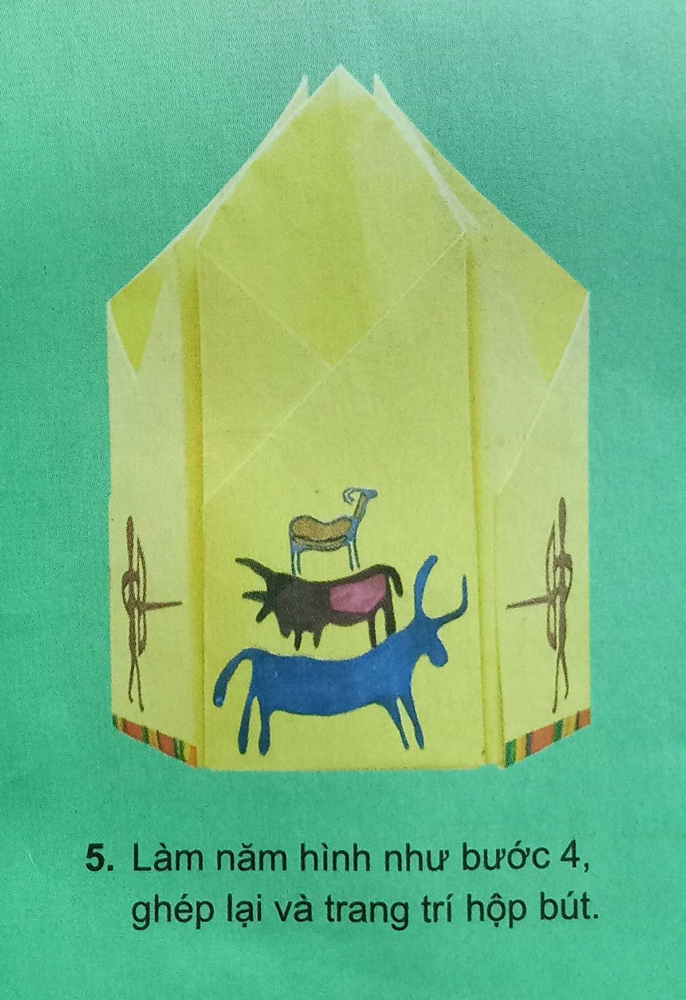 5. Làm năm hình như bước 4,
ghép lại và trang trí hộp bút.